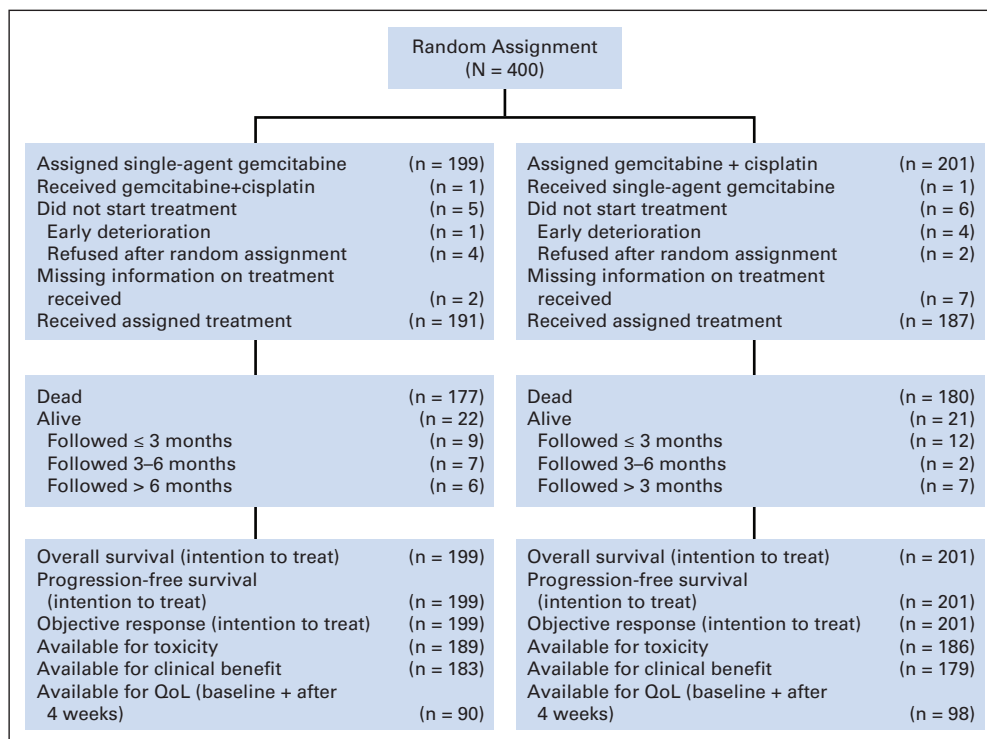 Random Assignment
(N = 400)
Assigned single-agent gemcitabine (n = 199)
Received gemcitabine+cisplatin (n = 1)
Did not start treatment (n = 5)
Early deterioration (n = 1)
Refused after random assignment (n = 4)
Missing information on treatment
received (n = 2)
Received assigned treatment (n = 191)
Assigned gemcitabine + cisplatin (n = 201)
Received single-agent gemcitabine (n = 1)
Did not start treatment (n = 6)
Early deterioration (n = 4)
Refused after random assignment (n = 2)
Missing information on treatment
received (n = 7)
Received assigned treatment (n = 187)
Dead (n = 177)
Alive (n = 22)
Followed ≤ 3 months (n = 9)
Followed 3–6 months (n = 7)
Followed > 6 months (n = 6)
Dead (n = 180)
Alive (n = 21)
Followed ≤ 3 months (n = 12)
Followed 3–6 months (n = 2)
Followed > 3 months (n = 7)
Overall survival (intention to treat) (n = 199)
Progression-free survival
(intention to treat) (n = 199)
Objective response (intention to treat) (n = 199)
Available for toxicity (n = 189)
Available for clinical benefit (n = 183)
Available for QoL (baseline + after
4 weeks) (n = 90)
Overall survival (intention to treat) (n = 201)
Progression-free survival
(intention to treat) (n = 201)
Objective response (intention to treat) (n = 201)
Available for toxicity (n = 186)
Available for clinical benefit (n = 179)
Available for QoL (baseline + after
4 weeks) (n = 98)